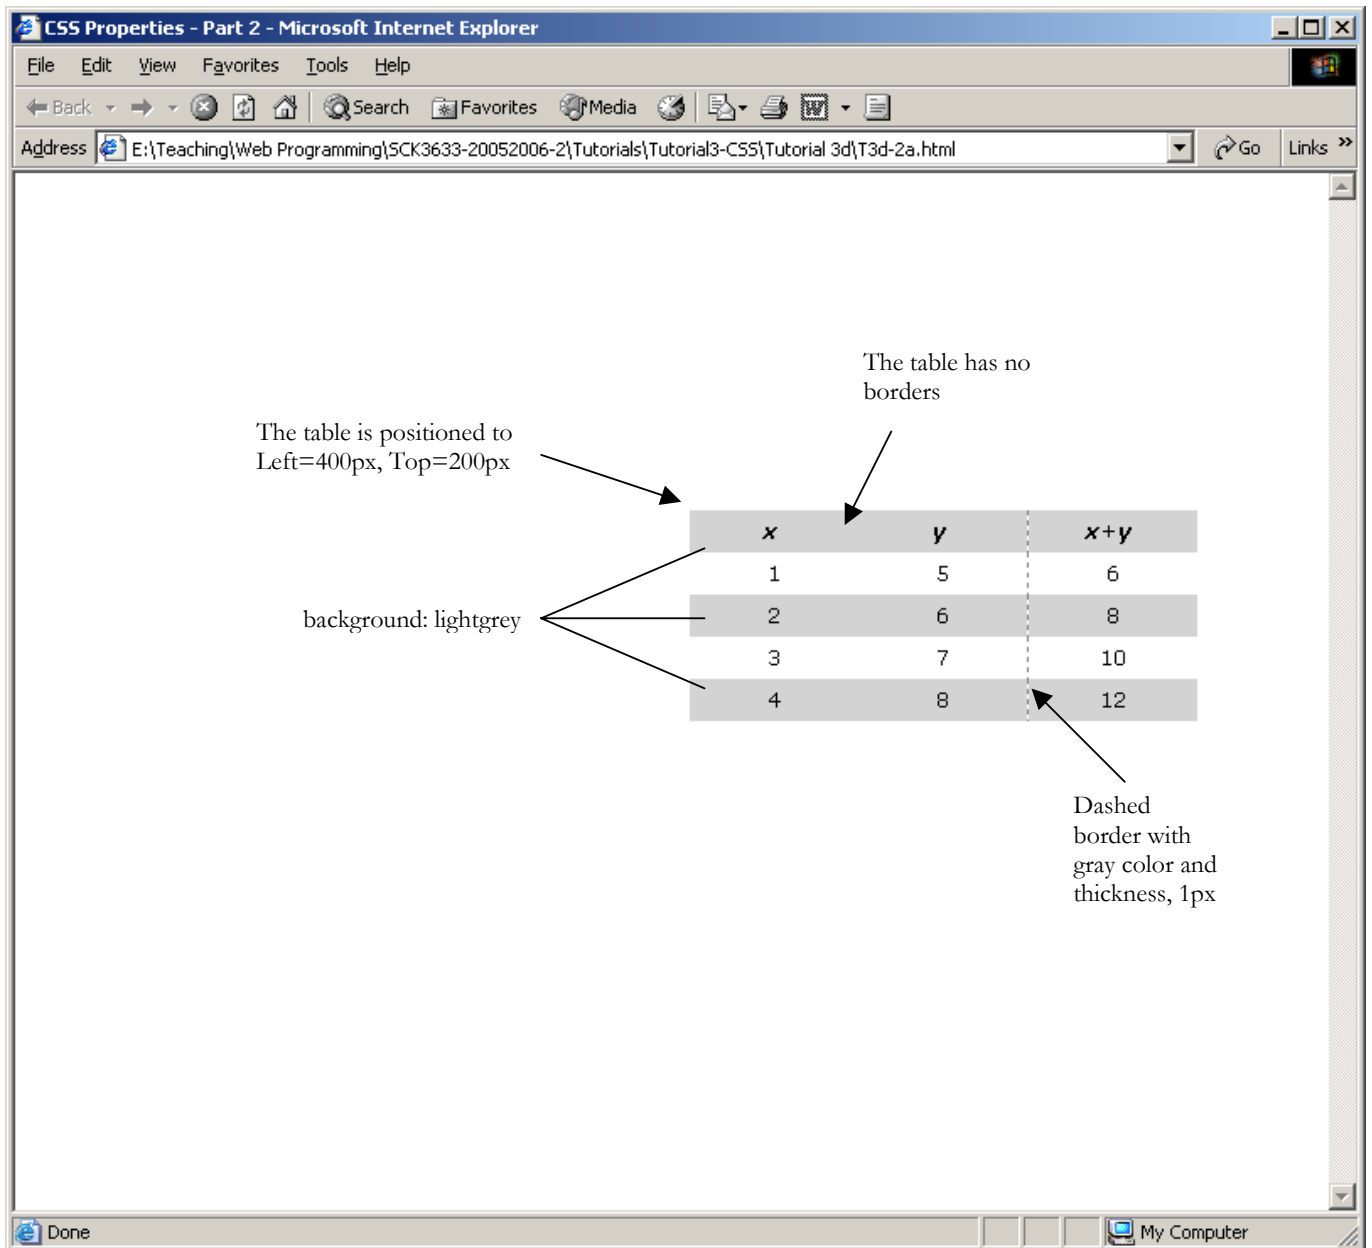 CSS Properties - Part 2 - Microsoft Internet Explorer
File Edit View Favorites Tools Help
Back Search Favorites Media
Address E:\Teaching\Web Programming\SCK3633-20052006-2\Tutorials\Tutorial3-CSS\Tutorial 3d\T3d-2a.html Go Links »
The table has no
borders
The table is positioned to
Left=400px, Top=200px
x y x+y
1 5 6
background: lightgrey
2 6 8
3 7 10
4 8 12
Dashed
border with
gray color and
thickness, 1px
Done My Computer